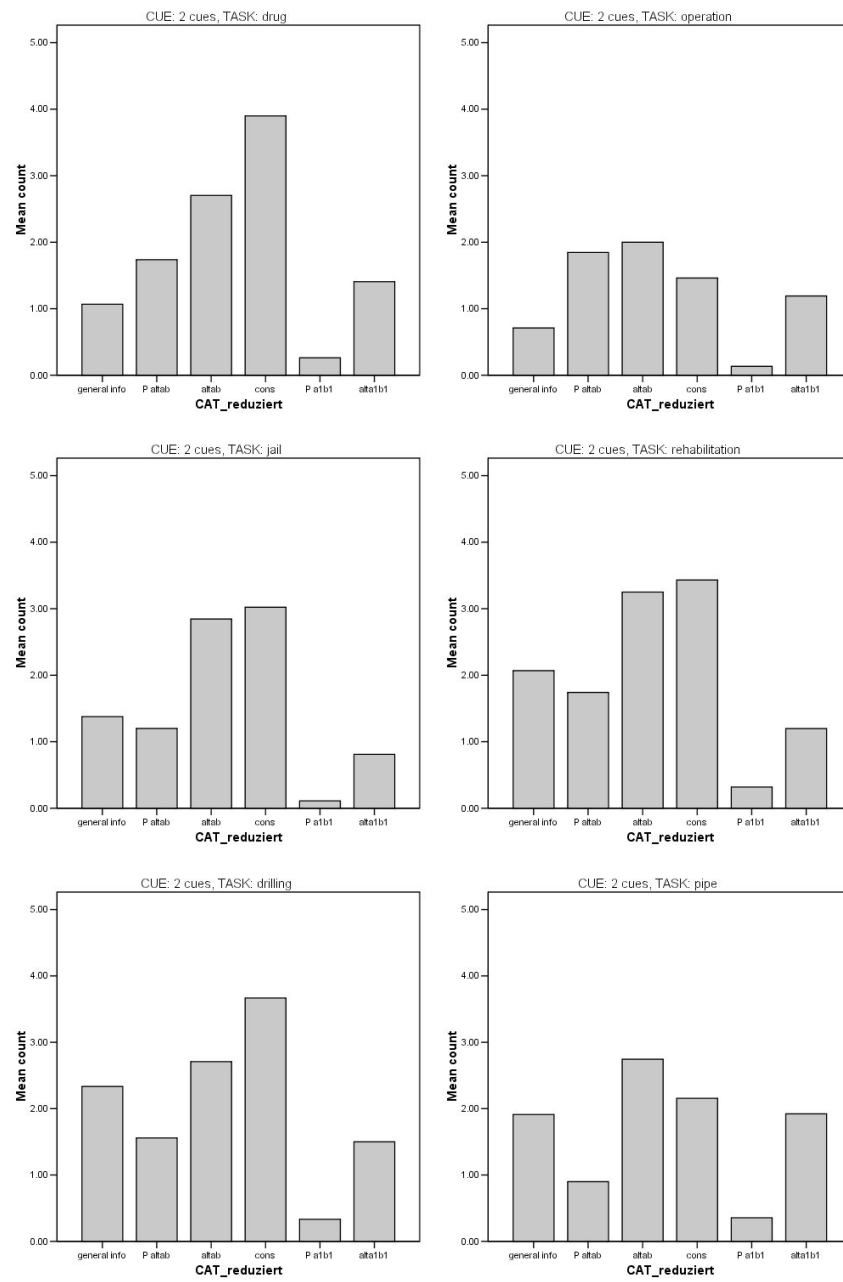 CUE: 2 cues, TASK: drug
5.00
4.00
3.00
2.00
1.00
0.00
Mean count
general info P altab altab cons P a1b1 alta1b1
CAT_reduziert
CUE: 2 cues, TASK: operation
5.00
4.00
3.00
2.00
1.00
0.00
Mean count
general info P altab altab cons P a1b1 alta1b1
CAT_reduziert
CUE: 2 cues, TASK: jail
5.00
4.00
3.00
2.00
1.00
0.00
Mean count
general info P altab altab cons P a1b1 alta1b1
CAT_reduziert
CUE: 2 cues, TASK: rehabilitation
5.00
4.00
3.00
2.00
1.00
0.00
Mean count
general info P altab altab cons P a1b1 alta1b1
CAT_reduziert
CUE: 2 cues, TASK: drilling
5.00
4.00
3.00
2.00
1.00
0.00
Mean count
general info P altab altab cons P a1b1 alta1b1
CAT_reduziert
CUE: 2 cues, TASK: pipe
5.00
4.00
3.00
2.00
1.00
0.00
Mean count
general info P altab altab cons P a1b1 alta1b1
CAT_reduziert